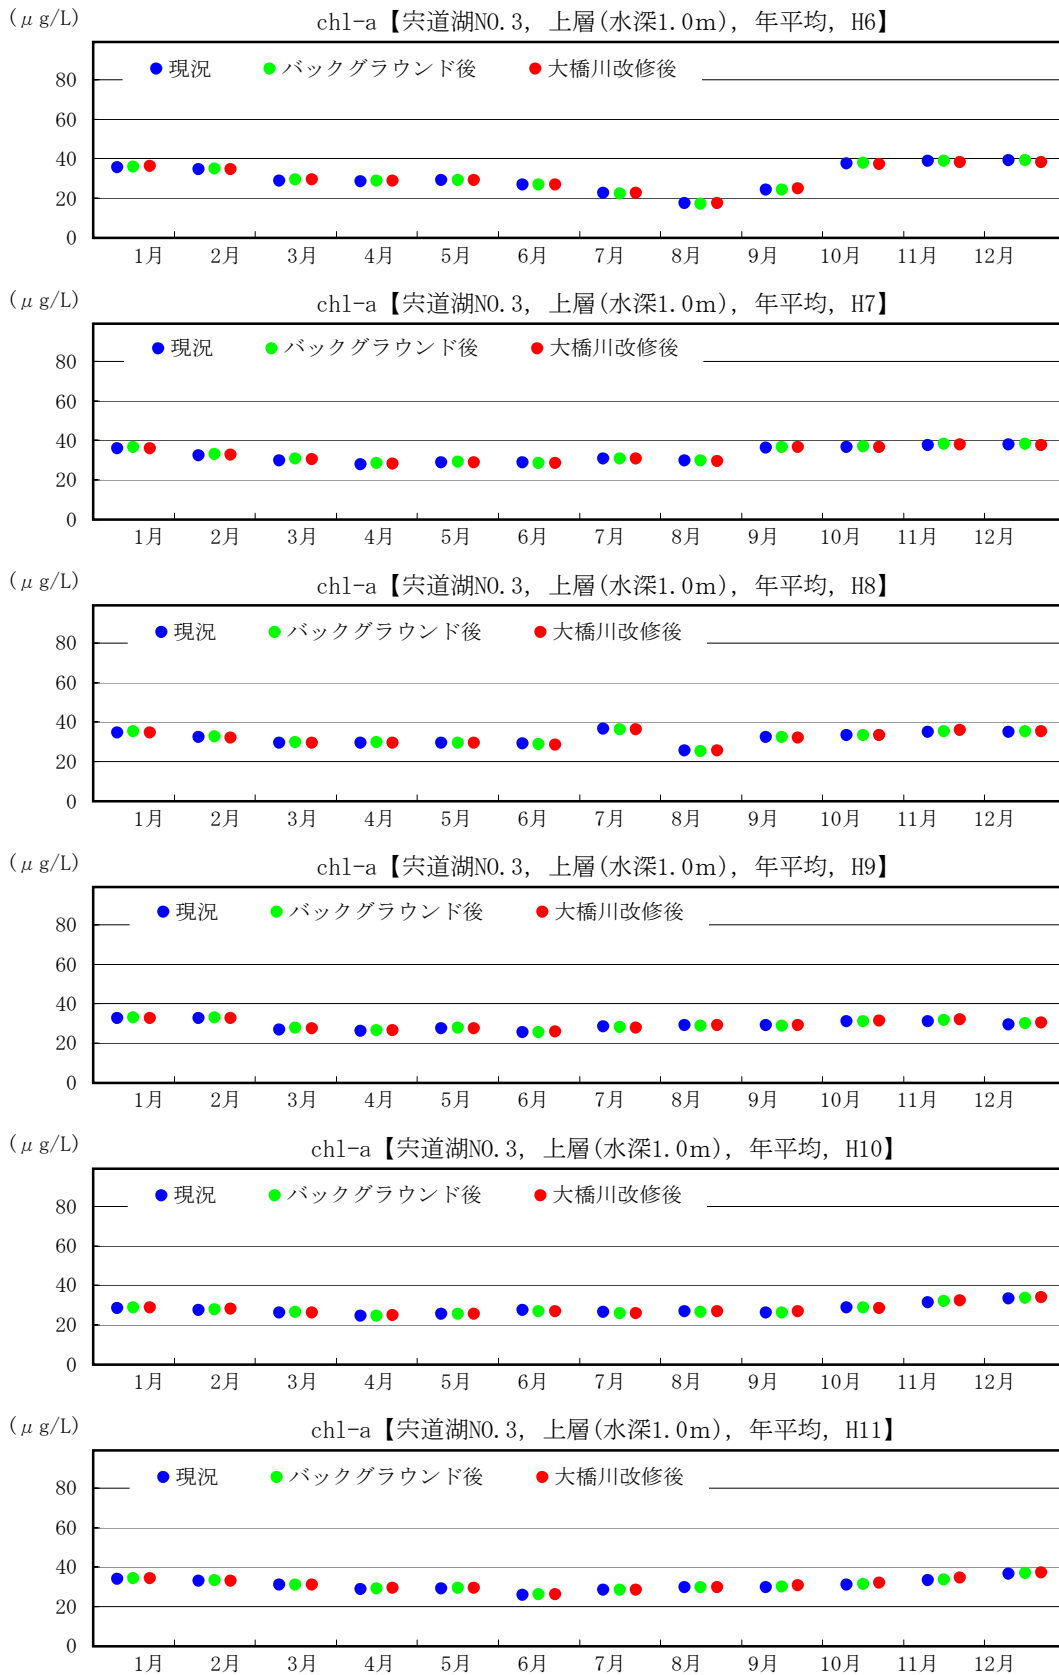 (μg/L) chl-a【宍道湖NO.3, 上層(水深1.0m), 年平均, H6】
● 現況 ● バックグラウンド後 ● 大橋川改修後
80
60
40
20
0
1月 2月 3月 4月 5月 6月 7月 8月 9月 10月 11月 12月
(μg/L) chl-a【宍道湖NO.3, 上層(水深1.0m), 年平均, H7】
● 現況 ● バックグラウンド後 ● 大橋川改修後
80
60
40
20
0
1月 2月 3月 4月 5月 6月 7月 8月 9月 10月 11月 12月
(μg/L) chl-a【宍道湖NO.3, 上層(水深1.0m), 年平均, H8】
● 現況 ● バックグラウンド後 ● 大橋川改修後
80
60
40
20
0
1月 2月 3月 4月 5月 6月 7月 8月 9月 10月 11月 12月
(μg/L) chl-a【宍道湖NO.3, 上層(水深1.0m), 年平均, H9】
● 現況 ● バックグラウンド後 ● 大橋川改修後
80
60
40
20
0
1月 2月 3月 4月 5月 6月 7月 8月 9月 10月 11月 12月
(μg/L) chl-a【宍道湖NO.3, 上層(水深1.0m), 年平均, H10】
● 現況 ● バックグラウンド後 ● 大橋川改修後
80
60
40
20
0
1月 2月 3月 4月 5月 6月 7月 8月 9月 10月 11月 12月
(μg/L) chl-a【宍道湖NO.3, 上層(水深1.0m), 年平均, H11】
● 現況 ● バックグラウンド後 ● 大橋川改修後
80
60
40
20
0
1月 2月 3月 4月 5月 6月 7月 8月 9月 10月 11月 12月